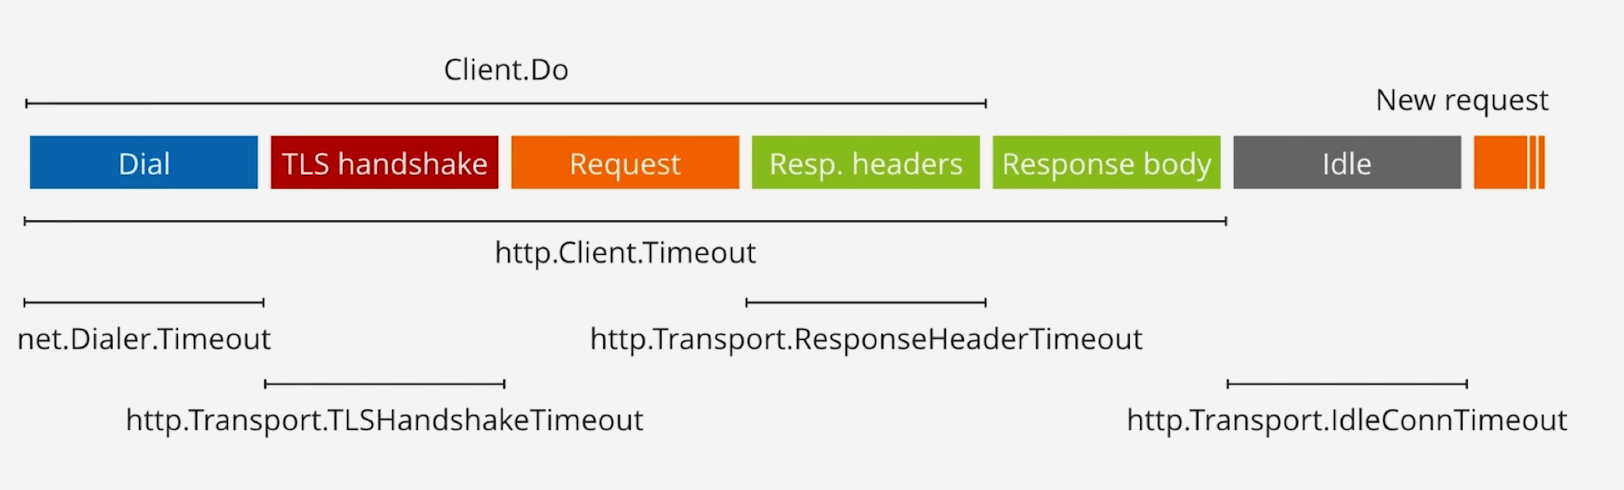 Client.Do
New request
Dial
TLS handshake
Request
Resp. headers
Response body
Idle
http.Client.Timeout
net.Dialer.Timeout
http.Transport.ResponseHeaderTimeout
http.Transport.TLSHandshakeTimeout
http.Transport.IdleConnTimeout